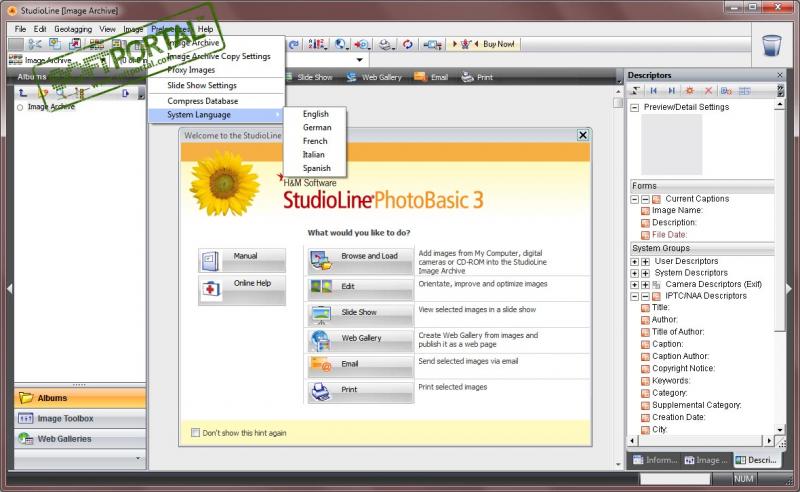 StudioLine [Image Archive]
File Edit Geotagging View Image Preferences Help
Image Archive
Image Archive Copy Settings
Proxy Images
Slide Show Settings
Compress Database
System Language
English
German
French
Italian
Spanish
Buy Now!
Image Archive
SOFTPORTAL
www.softportal.com
TM
Albums
Slide Show Web Gallery Email Print
Image Archive
Albums
Image Toolbox
Web Galleries
Welcome to the StudioLine
H&M Software
StudioLine PhotoBasic 3
What would you like to do?
Manual
Online Help
Browse and Load
Add images from My Computer, digital
cameras or CD-ROM into the StudioLine
Image Archive
Edit
Orientate, improve and optimize images
Slide Show
View selected images in a slide show
Web Gallery
Create Web Gallery from images and
publish it as a web page
Email
Send selected images via email
Print
Print selected images
Don't show this hint again
Descriptors
Preview/Detail Settings
Forms
Current Captions
Image Name:
Description:
File Date:
System Groups
User Descriptors
System Descriptors
Camera Descriptors (Exif)
IPTC/NAA Descriptors
Title:
Author:
Title of Author:
Caption:
Caption Author:
Copyright Notice:
Keywords:
Category:
Supplemental Category:
Creation Date:
City:
Inform... Image ... Descri...
NUM